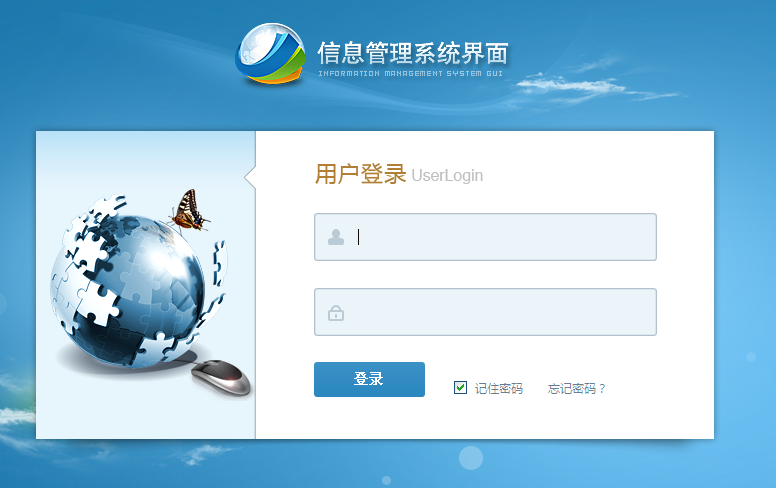 信息管理系统界面
INFORMATION MANAGEMENT SYSTEM GUI
用户登录 UserLogin
登录
记住密码 忘记密码？